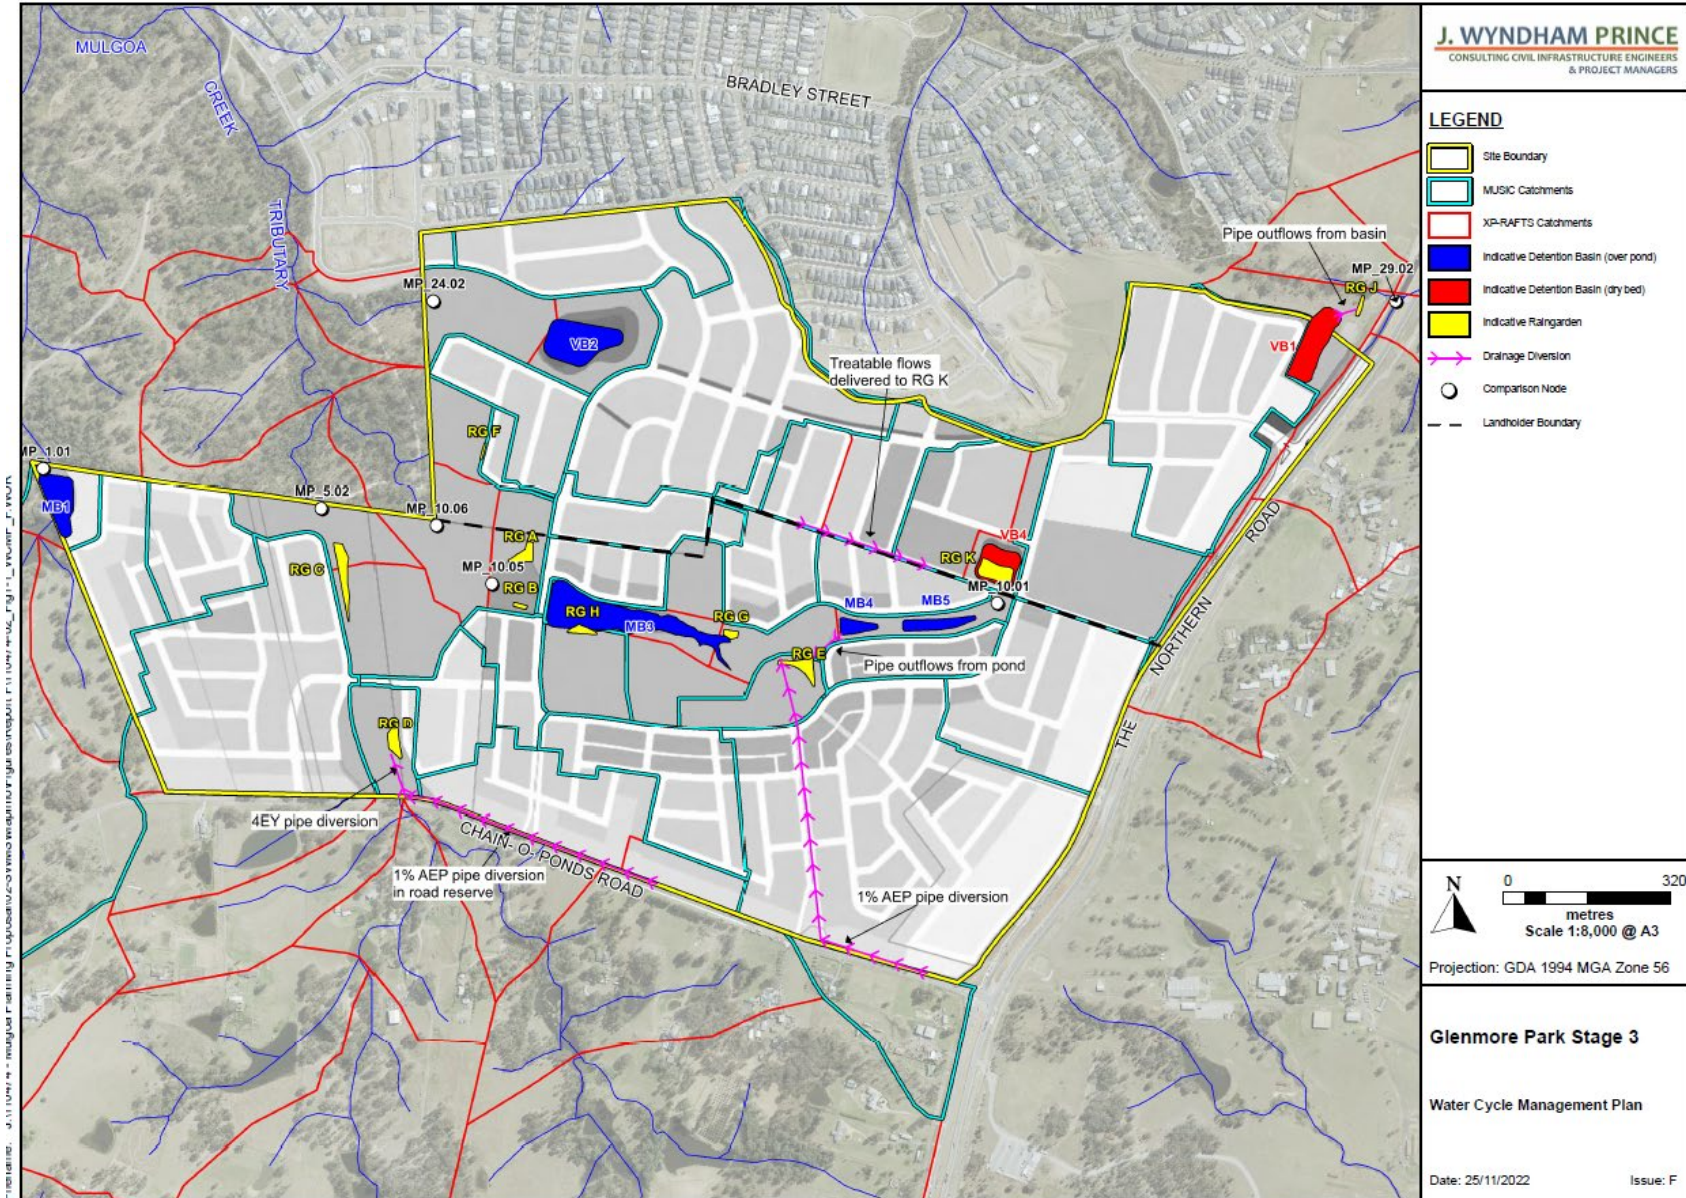 J. WYNDHAM PRINCE
CONSULTING CIVIL INFRASTRUCTURE ENGINEERS
& PROJECT MANAGERS
LEGEND
Site Boundary
MUSIC Catchments
XP-RAFTS Catchments
Indicative Detention Basin (over pond)
Indicative Detention Basin (dry bed)
Indicative Raingarden
Drainage Diversion
Comparison Node
Landholder Boundary
N
0 320
metres
Scale 1:8,000 @ A3
Projection: GDA 1994 MGA Zone 56
Glenmore Park Stage 3
Water Cycle Management Plan
Date: 25/11/2022 Issue: F
MULGOA
CREEK
TRIBUTARY
BRADLEY STREET
Pipe outflows from basin
MP_29.02
RG J
MP_24.02
VB1
VB2
Treatable flows
delivered to RG K
RG F
MP_1.01
MB1
MP_5.02
MP_10.06
RG A
VB4
RG K
RG C
MP_10.05
RG B
MP_10.01
RG H
MB3
RG G
MB4
MB5
RG E
Pipe outflows from pond
THE
NORTHERN
ROAD
RG D
4EY pipe diversion
CHAIN-O-PONDS ROAD
1% AEP pipe diversion
in road reserve
1% AEP pipe diversion